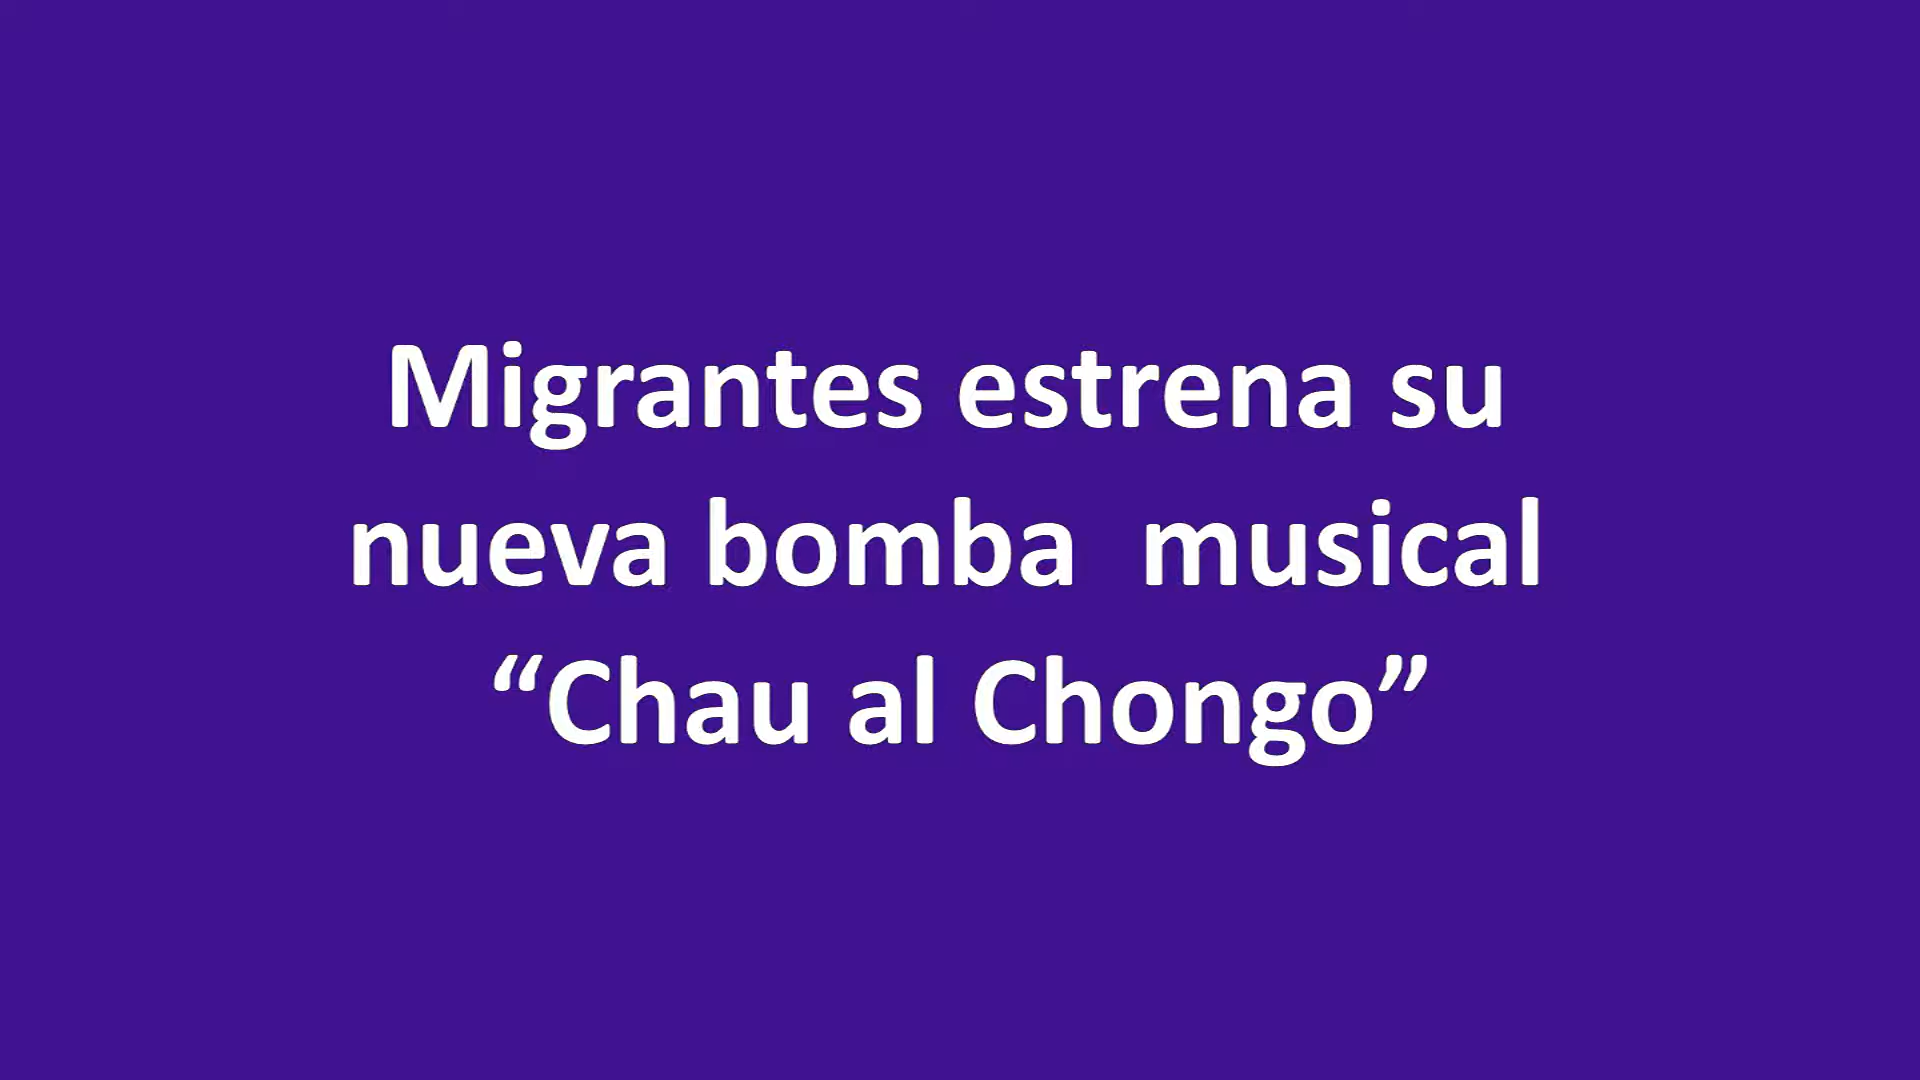 Migrantes estrena su
nueva bomba  musical
“Chau al Chongo”